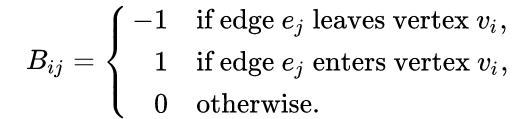 −1 if edge e_j leaves vertex v_i,
B_ij = { 1 if edge e_j enters vertex v_i,
0 otherwise.